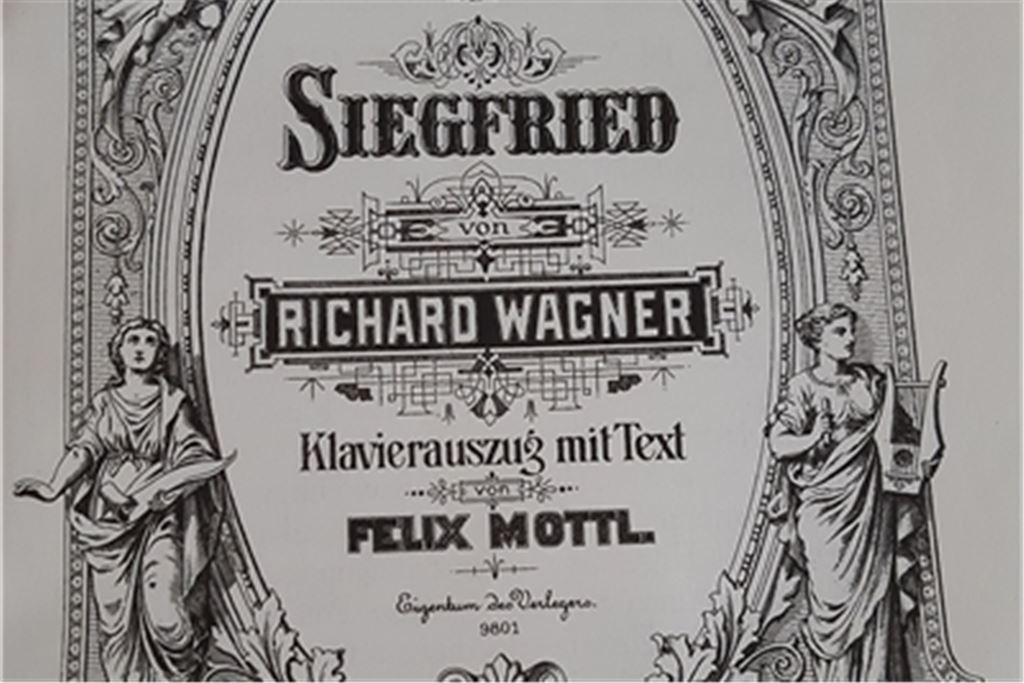 SIEGFRIED
von
RICHARD WAGNER
Klavierauszug mit Text
von
FELIX MOTTL.
Eigentum des Verlegers.
9801